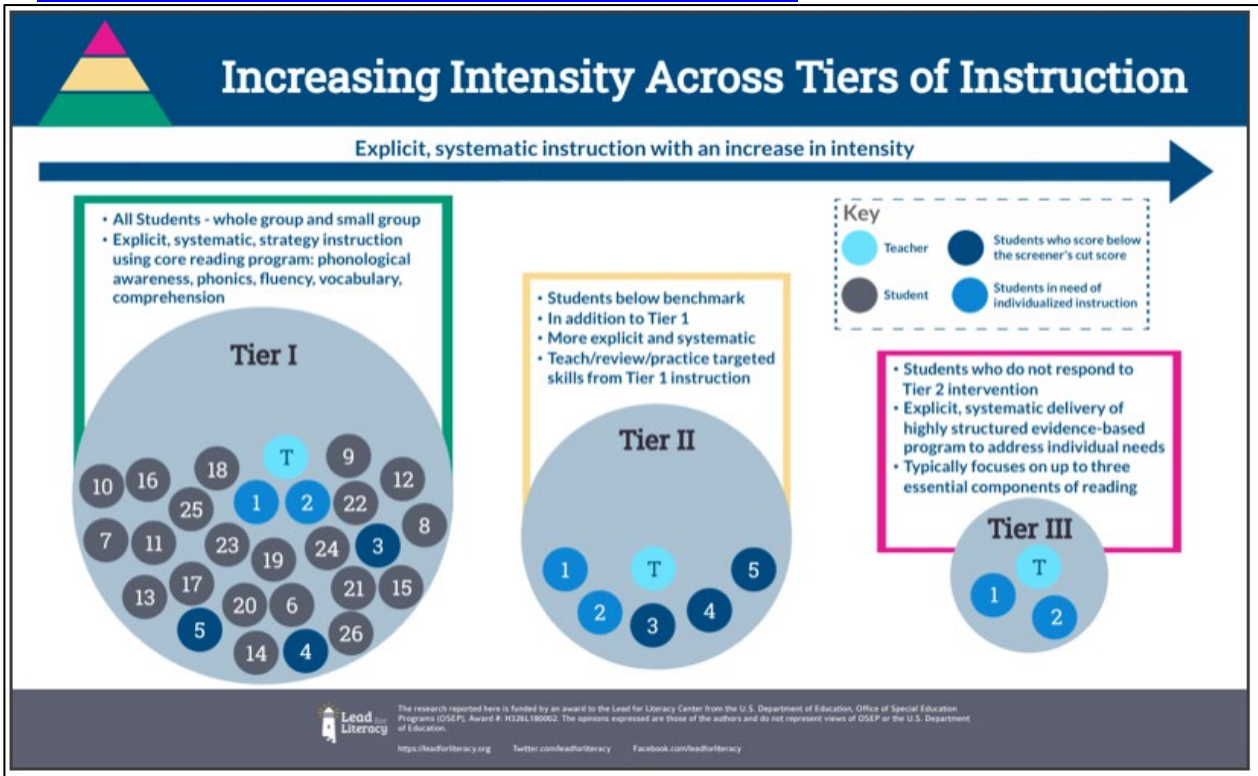 Increasing Intensity Across Tiers of Instruction
Explicit, systematic instruction with an increase in intensity
• All Students - whole group and small group
• Explicit, systematic, strategy instruction
using core reading program: phonological
awareness, phonics, fluency, vocabulary,
comprehension
Tier I
T
9
18
12
16
10
1
2
22
25
8
7
11
23
24
3
19
17
21
15
13
20
6
5
26
14
4
• Students below benchmark
• In addition to Tier 1
• More explicit and systematic
• Teach/review/practice targeted
skills from Tier 1 instruction
Tier II
1
T
5
2
3
4
Key
Teacher
Students who score below
the screener's cut score
Student
Students in need of
individualized instruction
• Students who do not respond to
Tier 2 intervention
• Explicit, systematic delivery of
highly structured evidence-based
program to address individual needs
• Typically focuses on up to three
essential components of reading
Tier III
T
1
2
Lead for
Literacy
The research reported here is funded by an award to the Lead for Literacy Center from the U.S. Department of Education, Office of Special Education
Programs (OSEP), Award #: H326L180002. The opinions expressed are those of the authors and do not represent views of OSEP or the U.S. Department
of Education.
https://leadforliteracy.org Twitter.com/leadforliteracy Facebook.com/leadforliteracy